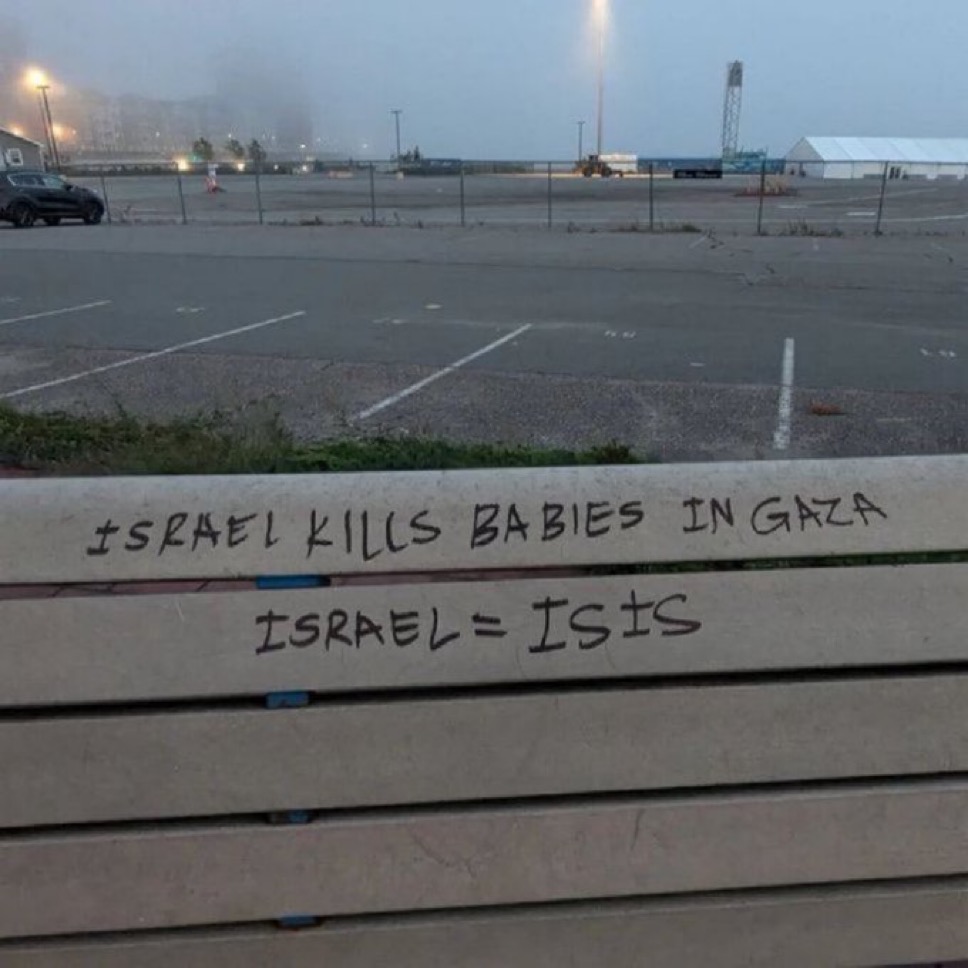 ISRAEL KILLS BABIES IN GAZA
ISRAEL = ISIS